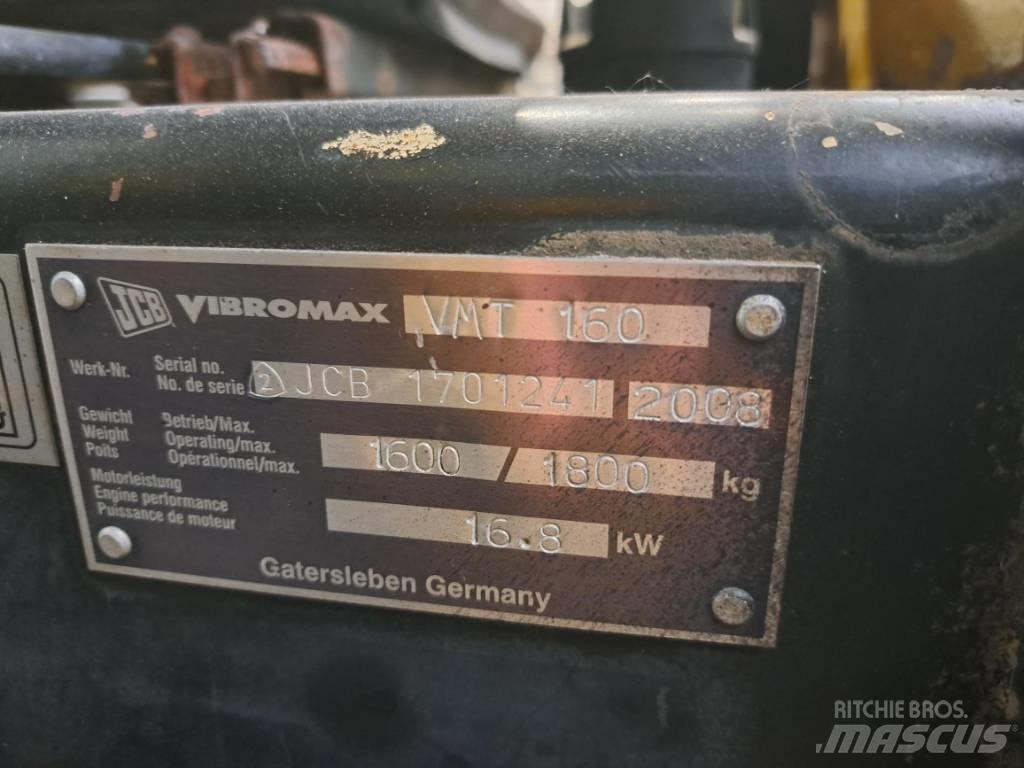 JCB VIBROMAX VMT 160
Werk-Nr. Serial no.
No. de serie 2 JCB 1701241 2008
Gewicht Betrieb/Max.
Weight Operating/max.
Poits Opérationnel/max. 1600 / 1800 kg
Motorleistung
Engine performance
Puissance de moteur 16.8 kW
Gatersleben Germany
RITCHIE BROS.
MASCUS